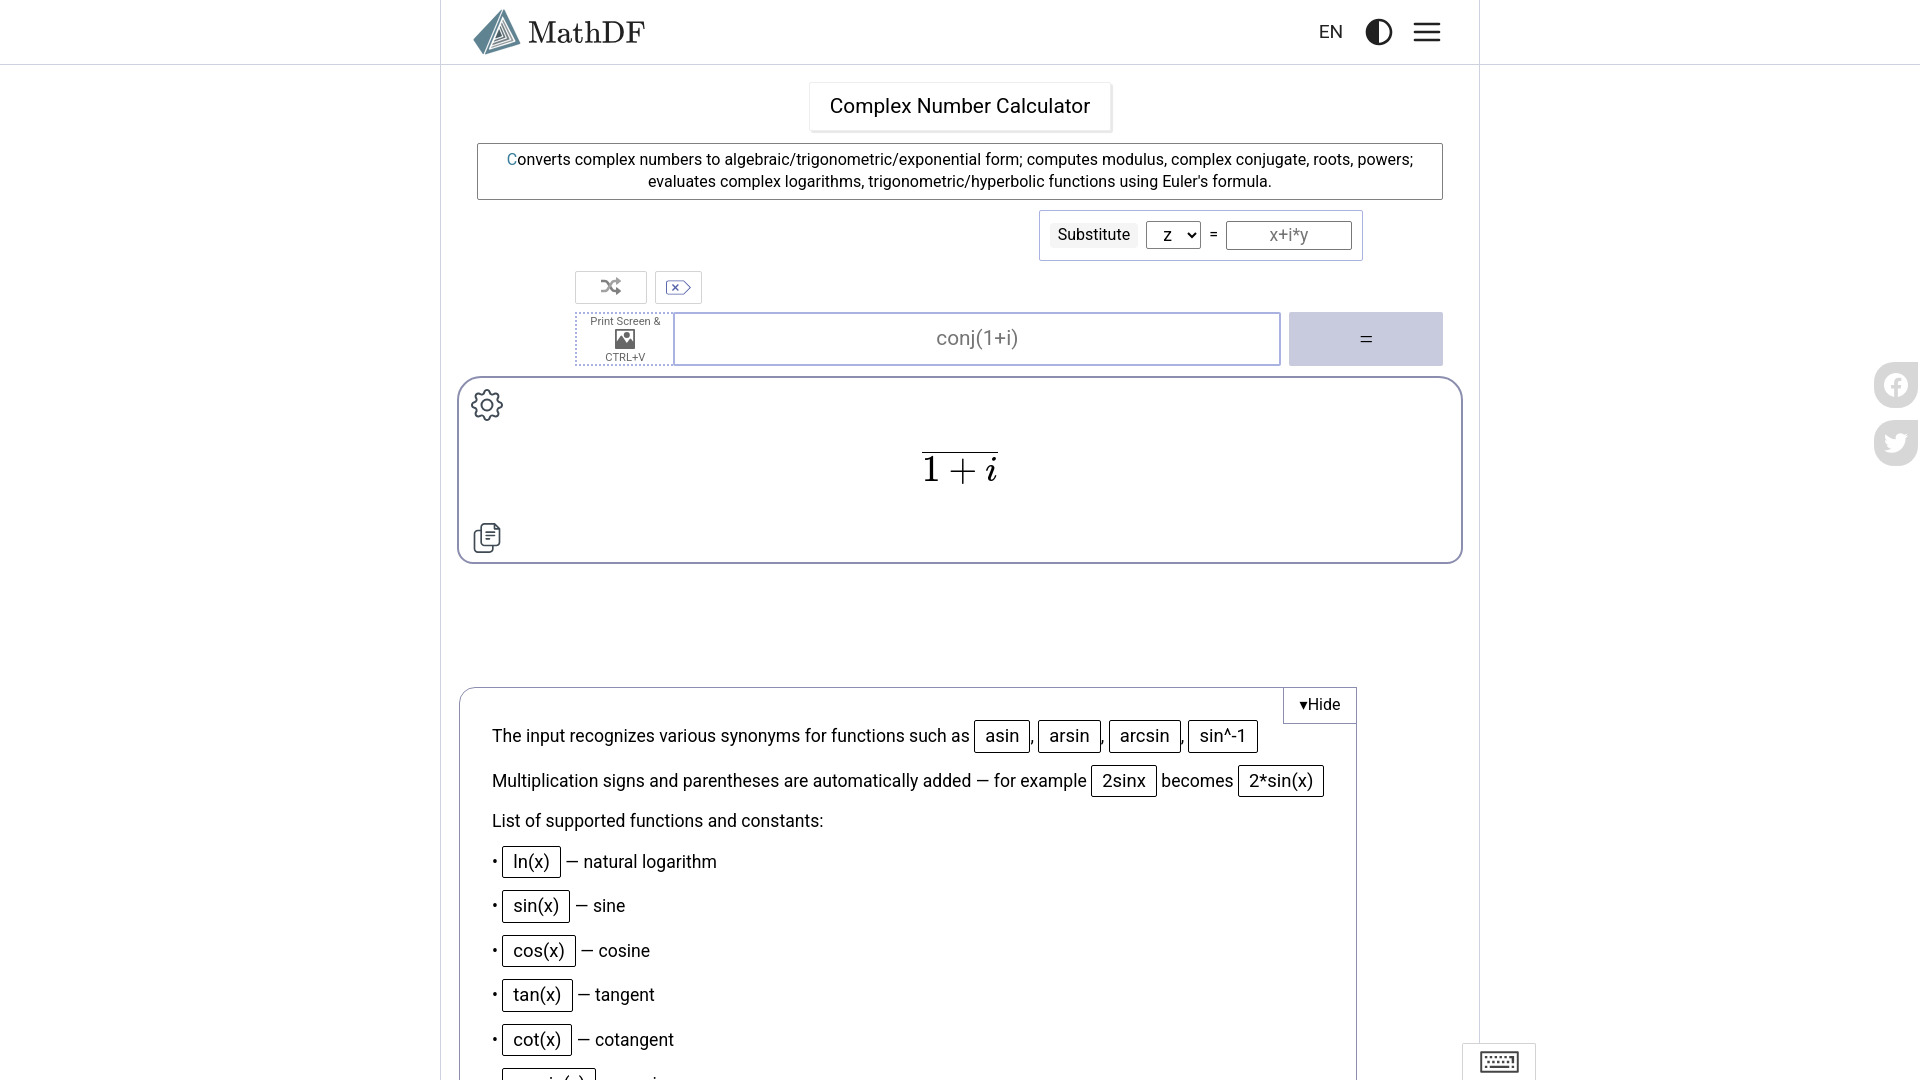 MathDF
EN
Complex Number Calculator
Converts complex numbers to algebraic/trigonometric/exponential form; computes modulus, complex conjugate, roots, powers;
evaluates complex logarithms, trigonometric/hyperbolic functions using Euler's formula.
Substitute z = x+i*y
Print Screen &
CTRL+V
conj(1+i)
=
1 + i
▾Hide
The input recognizes various synonyms for functions such as asin, arsin, arcsin, sin^-1
Multiplication signs and parentheses are automatically added — for example 2sinx becomes 2*sin(x)
List of supported functions and constants:
• ln(x) — natural logarithm
• sin(x) — sine
• cos(x) — cosine
• tan(x) — tangent
• cot(x) — cotangent